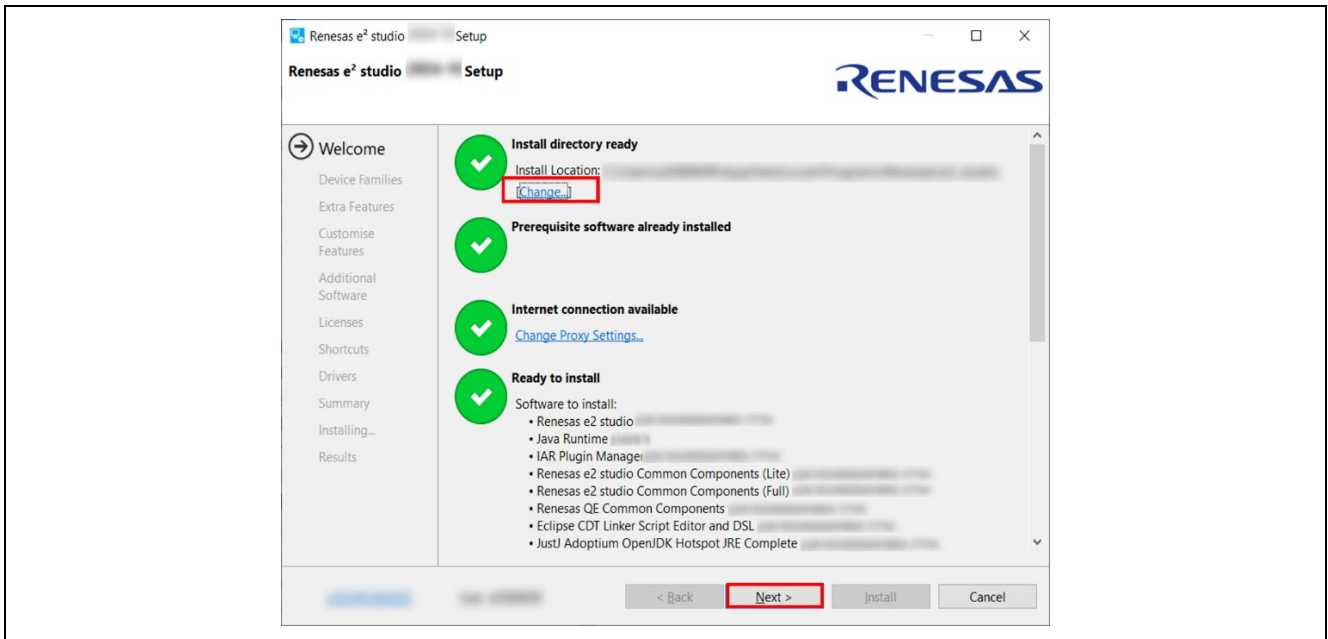 Renesas e² studio Setup
Renesas e² studio Setup
RENESAS
Welcome
Device Families
Extra Features
Customise
Features
Additional
Software
Licenses
Shortcuts
Drivers
Summary
Installing...
Results
Install directory ready
Install Location:
[Change...]
Prerequisite software already installed
Internet connection available
Change Proxy Settings...
Ready to install
Software to install:
• Renesas e2 studio
• Java Runtime
• IAR Plugin Manager
• Renesas e2 studio Common Components (Lite)
• Renesas e2 studio Common Components (Full)
• Renesas QE Common Components
• Eclipse CDT Linker Script Editor and DSL
• JustJ Adoptium OpenJDK Hotspot JRE Complete
< Back Next > Install Cancel